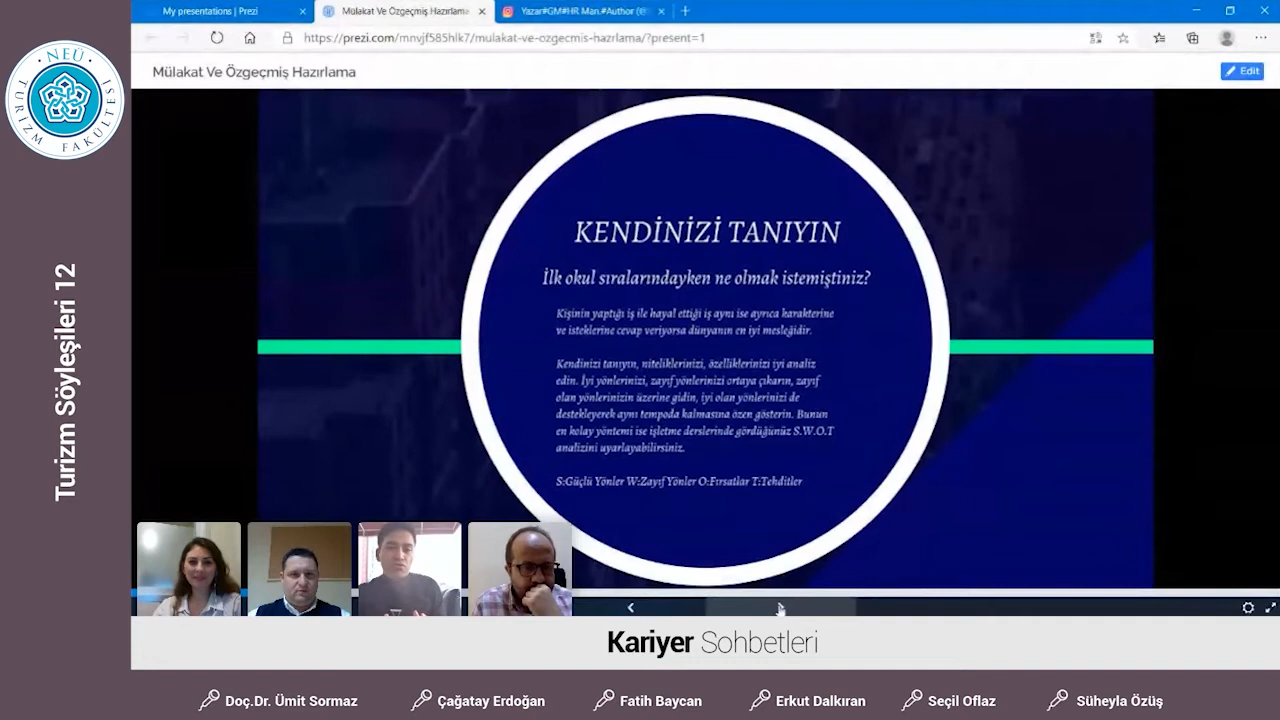 My presentations | Prezi
Mülakat Ve Özgeçmiş Hazırlama
Yazar#GM#HR Man.#Author (@
https://prezi.com/mnvjf585hlk7/mulakat-ve-ozgecmis-hazrlama/?present=1
Mülakat Ve Özgeçmiş Hazırlama
Edit
NEÜ
TURİZM FAKÜLTESİ
Turizm Söyleşileri 12
KENDİNİZİ TANIYIN
İlk okul sıralarındayken ne olmak istemiştiniz?
Kişinin yaptığı iş ile hayal ettiği iş aynı ise ayrıca karakterine
ve isteklerine cevap veriyorsa dünyanın en iyi mesleğidir.
Kendinizi tanıyın, niteliklerinizi, özelliklerinizi iyi analiz
edin. İyi yönlerinizi, zayıf yönlerinizi ortaya çıkarın, zayıf
olan yönlerinizin üzerine gidin, iyi olan yönlerinizi de
destekleyerek aynı tempoda kalmasına özen gösterin. Bunun
en kolay yöntemi ise işletme derslerinde gördüğünüz S.W.O.T
analizini uyarlayabilirsiniz.
S:Güçlü Yönler W:Zayıf Yönler O:Fırsatlar T:Tehditler
Kariyer Sohbetleri
Doç.Dr. Ümit Sormaz
Çağatay Erdoğan
Fatih Baycan
Erkut Dalkıran
Seçil Oflaz
Süheyla Özüş